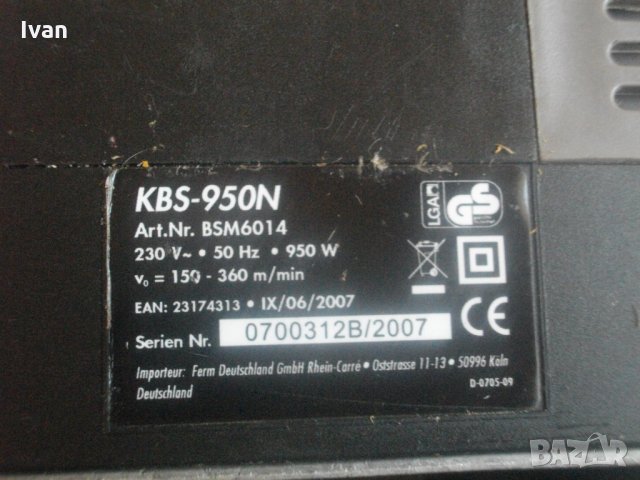 Ivan
KBS-950N
Art.Nr. BSM6014
230 V~ • 50 Hz • 950 W
v₀ = 150 - 360 m/min
EAN: 23174313 • IX/06/2007
Serien Nr. 0700312B/2007
Importeur: Ferm Deutschland GmbH Rhein-Carré • Oststrasse 11-13 • 50996 Koln
Deutschland
D-0705-09
LGA
GS
CE
BAZAR